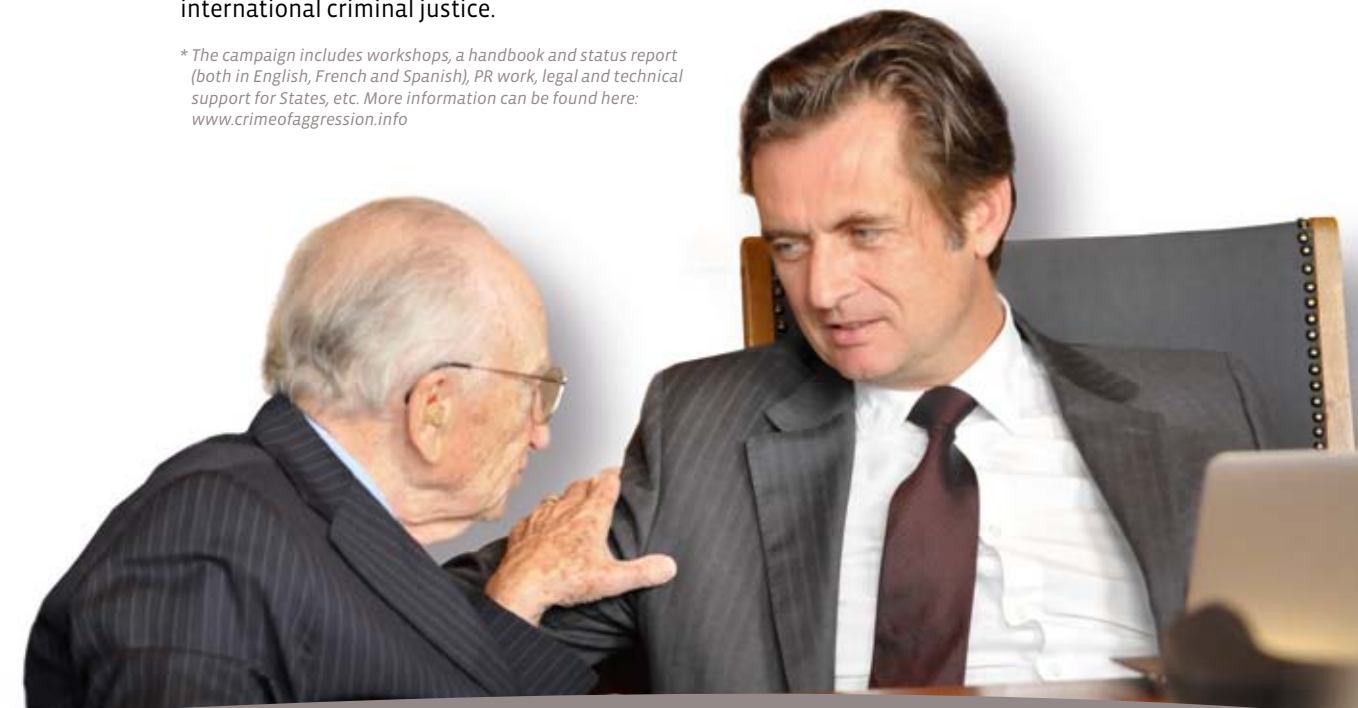 international criminal justice.
* The campaign includes workshops, a handbook and status report
(both in English, French and Spanish), PR work, legal and technical
support for States, etc. More information can be found here:
www.crimeofaggression.info